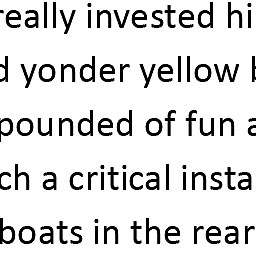 really invested hi
d yonder yellow
pounded of fun a
ch a critical insta
boats in the rear